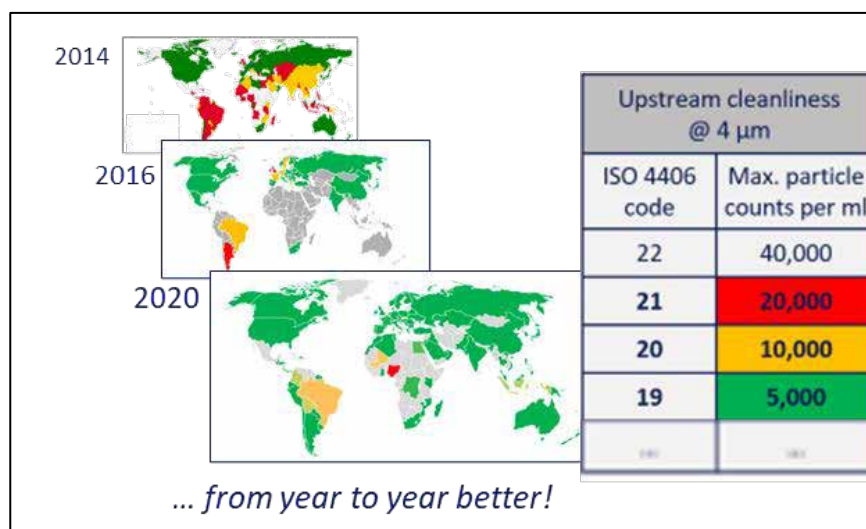 2014
2016
2020
... from year to year better!
Upstream cleanliness
@ 4 µm
ISO 4406
code
Max. particle
counts per ml
22
40,000
21
20,000
20
10,000
19
5,000